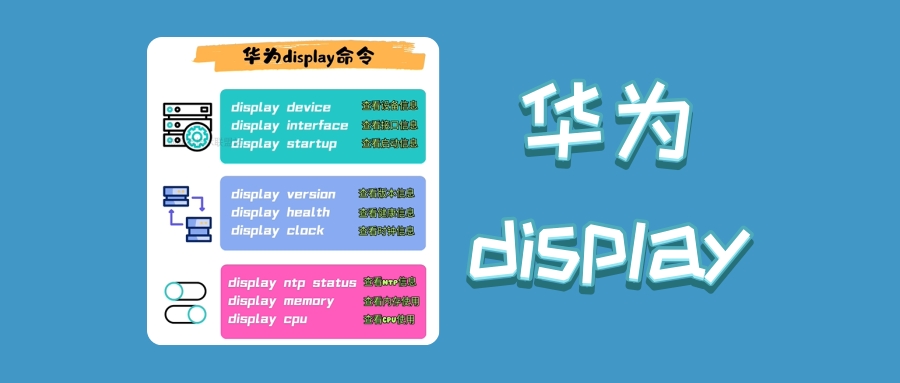 华为display命令
display device 查看设备信息
display interface 查看接口信息
display startup 查看启动信息
display version 查看版本信息
display health 查看健康信息
display clock 查看时钟信息
display ntp status 查看NTP信息
display memory 查看内存使用
display cpu 查看CPU使用
华为
display